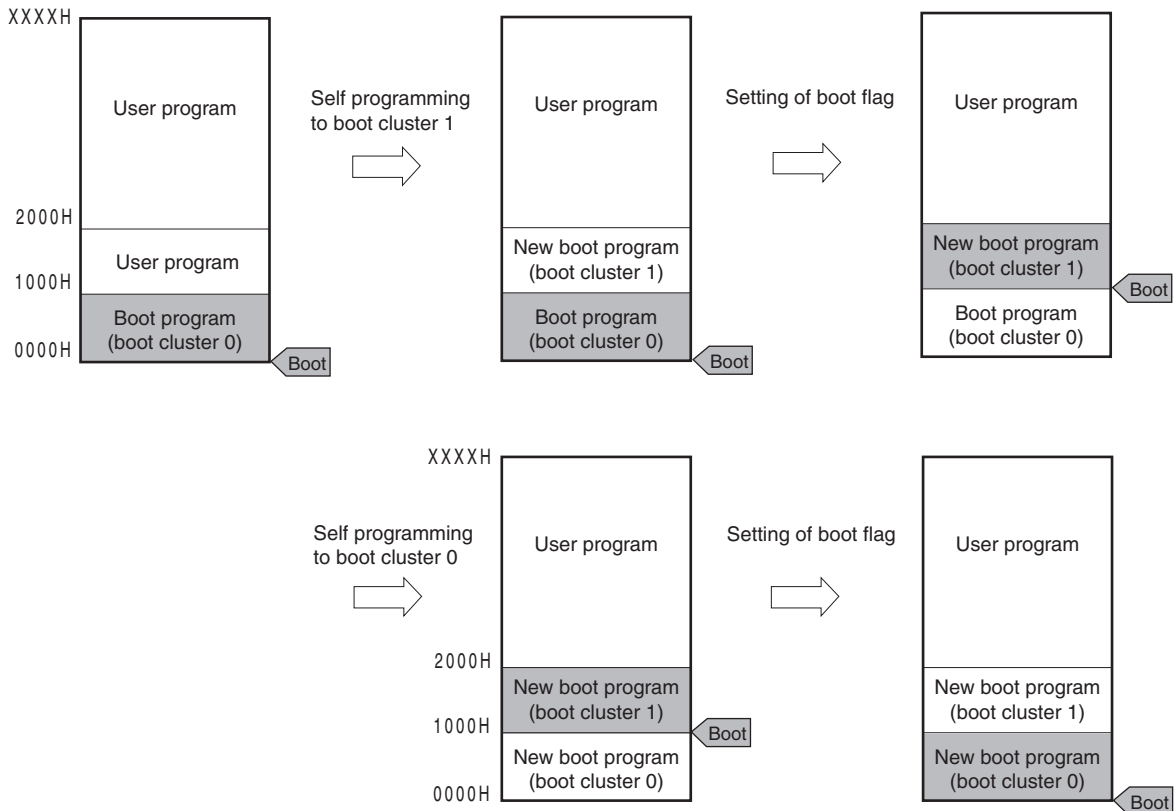 XXXXH
User program
2000H
User program
1000H
Boot program
(boot cluster 0)
0000H
Boot
Self programming
to boot cluster 1
User program
New boot program
(boot cluster 1)
Boot program
(boot cluster 0)
Boot
Setting of boot flag
User program
New boot program
(boot cluster 1)
Boot
Boot program
(boot cluster 0)
Self programming
to boot cluster 0
XXXXH
User program
2000H
New boot program
(boot cluster 1)
1000H
Boot
New boot program
(boot cluster 0)
0000H
Setting of boot flag
User program
New boot program
(boot cluster 1)
New boot program
(boot cluster 0)
Boot